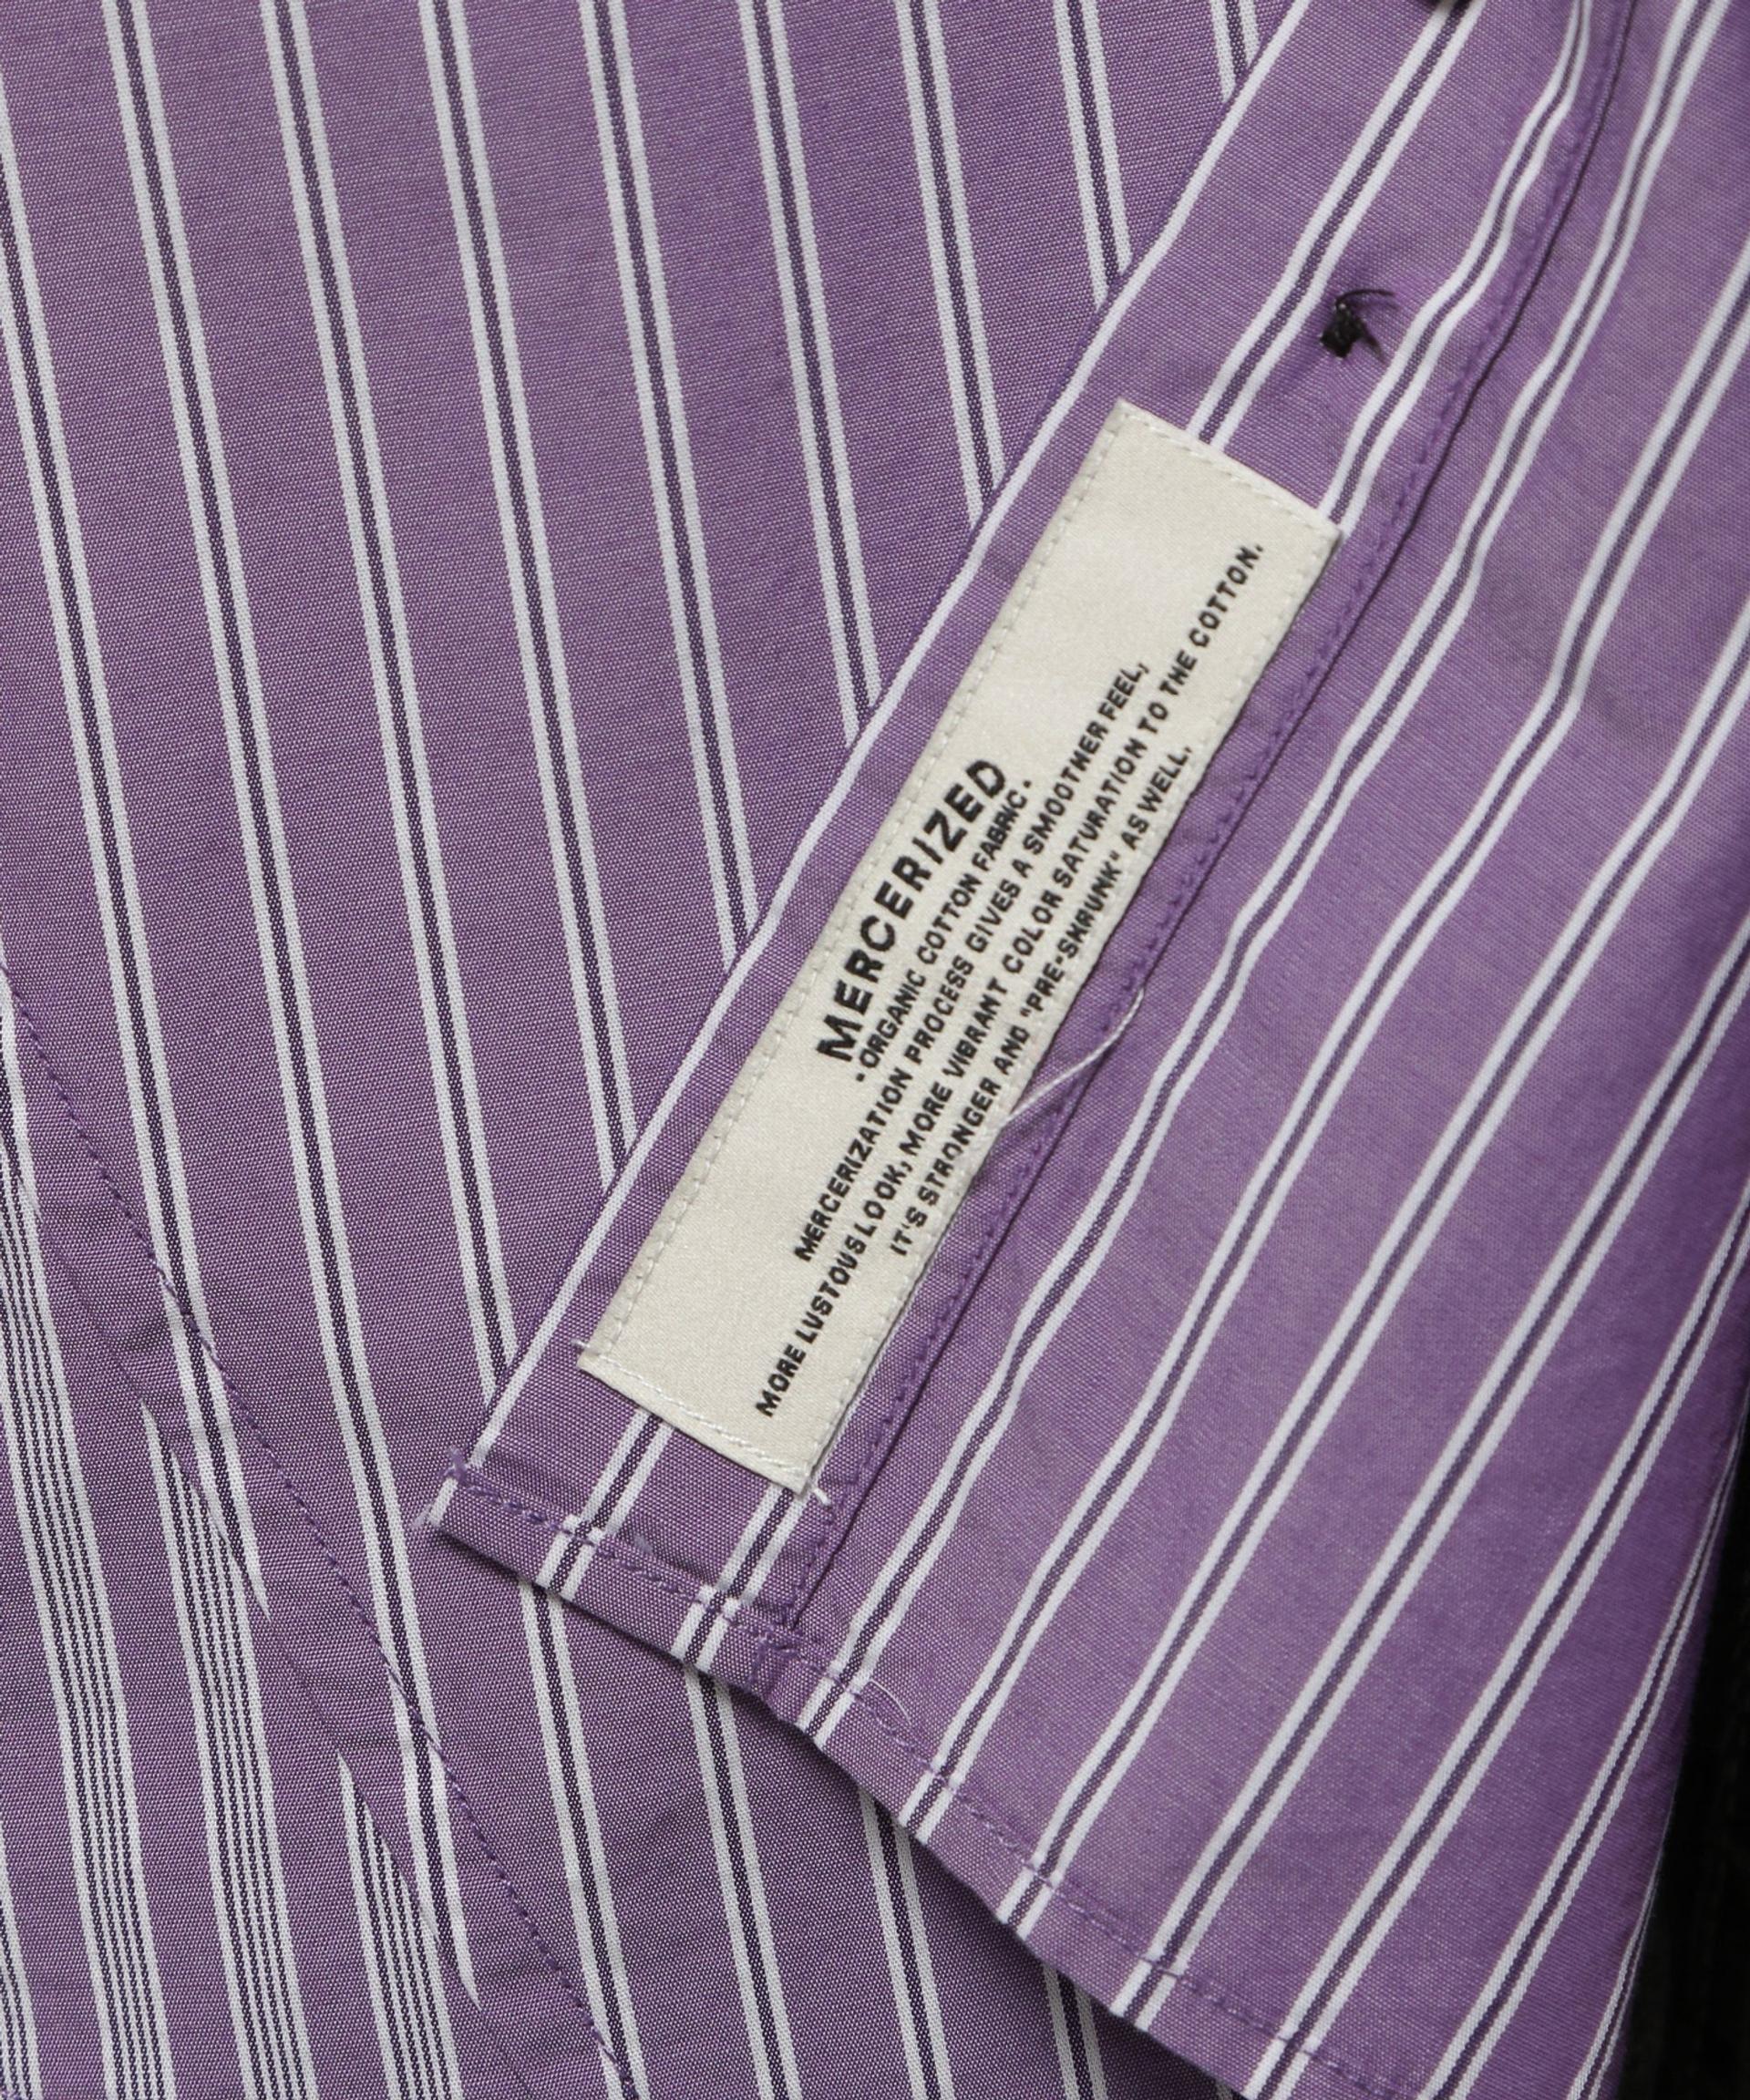 MERCERIZED
-ORGANIC COTTON FABRIC-
MERCERIZATION PROCESS GIVES A SMOOTHER FEEL,
MORE LUSTOUS LOOK, MORE VIBRANT COLOR SATURATION TO THE COTTON.
IT'S STRONGER AND "PRE-SKRUNK" AS WELL.